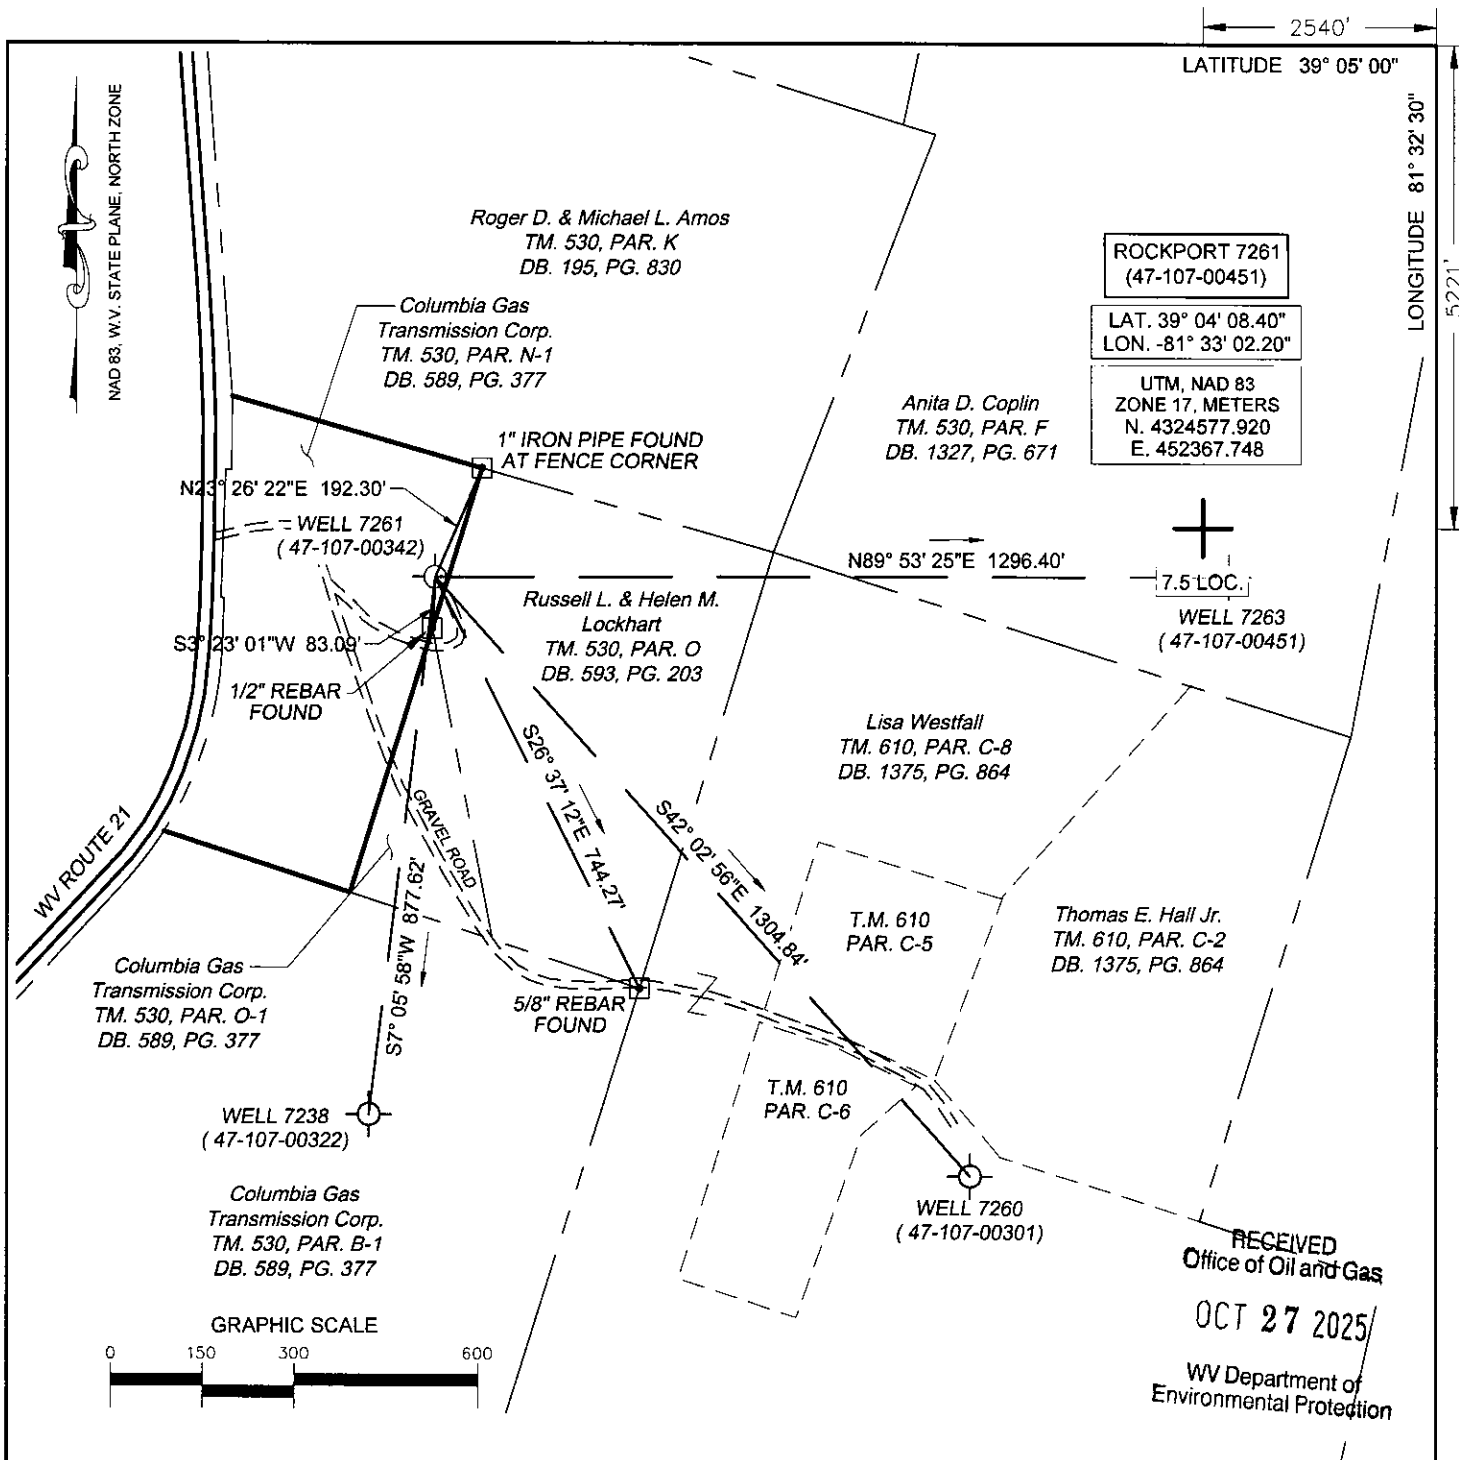 2540'
LATITUDE 39° 05' 00"
LONGITUDE 81° 32' 30"
5221'
NAD 83, W.V. STATE PLANE, NORTH ZONE
Roger D. & Michael L. Amos
TM. 530, PAR. K
DB. 195, PG. 830
ROCKPORT 7261
(47-107-00451)
LAT. 39° 04' 08.40"
LON. -81° 33' 02.20"
UTM, NAD 83
ZONE 17, METERS
N. 4324577.920
E. 452367.748
Columbia Gas
Transmission Corp.
TM. 530, PAR. N-1
DB. 589, PG. 377
Anita D. Coplin
TM. 530, PAR. F
DB. 1327, PG. 671
1" IRON PIPE FOUND
AT FENCE CORNER
N23° 26' 22"E 192.30'
WELL 7261
( 47-107-00342)
N89° 53' 25"E 1296.40'
7.5 LOC.
WELL 7263
( 47-107-00451)
Russell L. & Helen M.
Lockhart
TM. 530, PAR. O
DB. 593, PG. 203
S3° 23' 01"W 83.09'
1/2" REBAR
FOUND
Lisa Westfall
TM. 610, PAR. C-8
DB. 1375, PG. 864
S26° 37' 12"E 744.27'
S42° 02' 56"E 1304.84'
GRAVEL ROAD
WV ROUTE 21
S7° 05' 58"W 877.62'
T.M. 610
PAR. C-5
Thomas E. Hall Jr.
TM. 610, PAR. C-2
DB. 1375, PG. 864
Columbia Gas
Transmission Corp.
TM. 530, PAR. O-1
DB. 589, PG. 377
5/8" REBAR
FOUND
T.M. 610
PAR. C-6
WELL 7238
( 47-107-00322)
WELL 7260
( 47-107-00301)
Columbia Gas
Transmission Corp.
TM. 530, PAR. B-1
DB. 589, PG. 377
RECEIVED
Office of Oil and Gas
OCT 27 2025
WV Department of
Environmental Protection
GRAPHIC SCALE
0 150 300 600